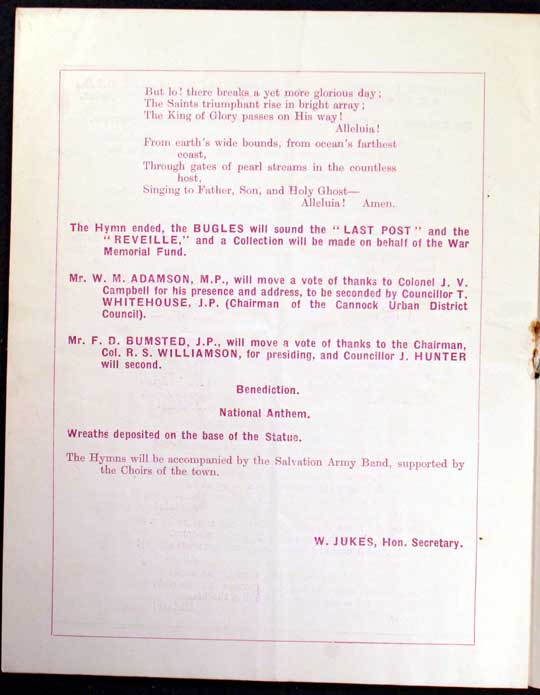 But lo! there breaks a yet more glorious day;
The Saints triumphant rise in bright array;
The King of Glory passes on His way!
Alleluia!
From earth's wide bounds, from ocean's farthest
coast,
Through gates of pearl streams in the countless
host,
Singing to Father, Son, and Holy Ghost—
Alleluia! Amen.
The Hymn ended, the BUGLES will sound the "LAST POST" and the
"REVEILLE," and a Collection will be made on behalf of the War
Memorial Fund.
Mr. W. M. ADAMSON, M.P., will move a vote of thanks to Colonel J. V.
Campbell for his presence and address, to be seconded by Councillor T.
WHITEHOUSE, J.P. (Chairman of the Cannock Urban District
Council).
Mr. F. D. BUMSTED, J.P., will move a vote of thanks to the Chairman,
Col. R. S. WILLIAMSON, for presiding, and Councillor J. HUNTER
will second.
Benediction.
National Anthem.
Wreaths deposited on the base of the Statue.
The Hymns will be accompanied by the Salvation Army Band, supported by
the Choirs of the town.
W. JUKES, Hon. Secretary.